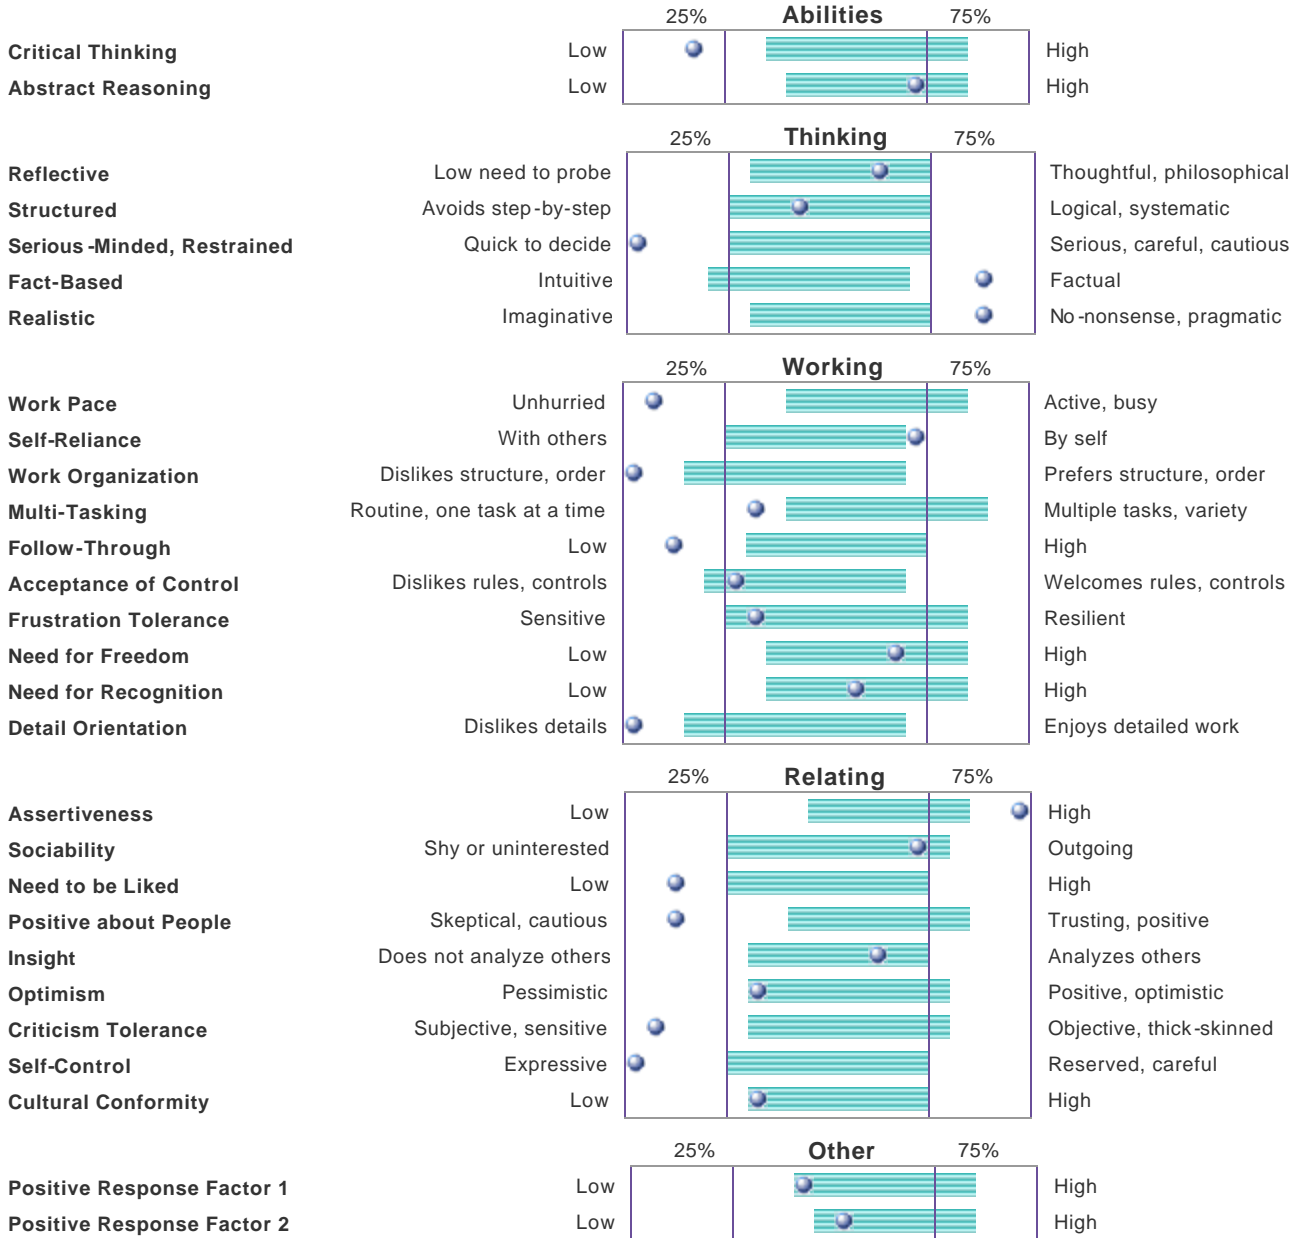 25% Abilities 75%
Critical Thinking Low High
Abstract Reasoning Low High
25% Thinking 75%
Reflective Low need to probe Thoughtful, philosophical
Structured Avoids step-by-step Logical, systematic
Serious-Minded, Restrained Quick to decide Serious, careful, cautious
Fact-Based Intuitive Factual
Realistic Imaginative No-nonsense, pragmatic
25% Working 75%
Work Pace Unhurried Active, busy
Self-Reliance With others By self
Work Organization Dislikes structure, order Prefers structure, order
Multi-Tasking Routine, one task at a time Multiple tasks, variety
Follow-Through Low High
Acceptance of Control Dislikes rules, controls Welcomes rules, controls
Frustration Tolerance Sensitive Resilient
Need for Freedom Low High
Need for Recognition Low High
Detail Orientation Dislikes details Enjoys detailed work
25% Relating 75%
Assertiveness Low High
Sociability Shy or uninterested Outgoing
Need to be Liked Low High
Positive about People Skeptical, cautious Trusting, positive
Insight Does not analyze others Analyzes others
Optimism Pessimistic Positive, optimistic
Criticism Tolerance Subjective, sensitive Objective, thick-skinned
Self-Control Expressive Reserved, careful
Cultural Conformity Low High
25% Other 75%
Positive Response Factor 1 Low High
Positive Response Factor 2 Low High